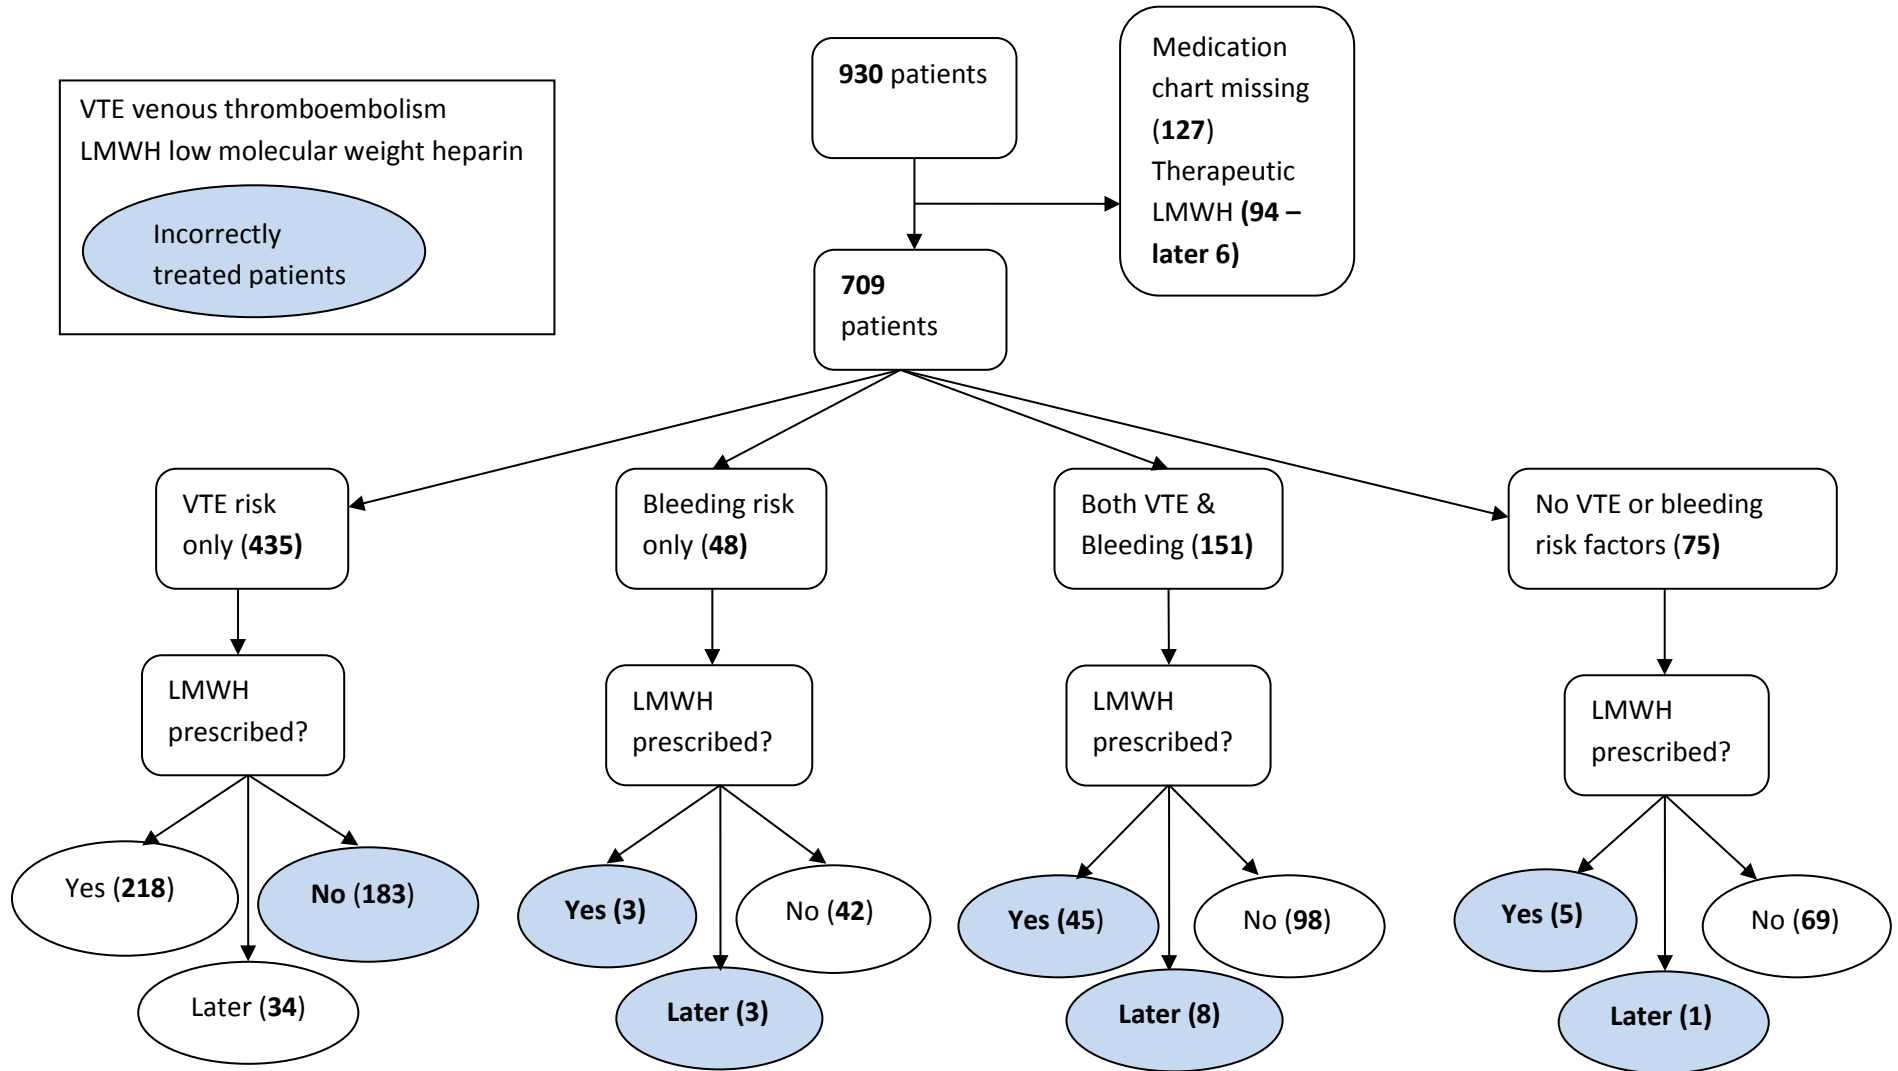 930 patients
Medication
chart missing
(127)
Therapeutic
LMWH (94 –
later 6)
VTE venous thromboembolism
LMWH low molecular weight heparin
Incorrectly
treated patients
709
patients
VTE risk
only (435)
Bleeding risk
only (48)
Both VTE &
Bleeding (151)
No VTE or bleeding
risk factors (75)
LMWH
prescribed?
LMWH
prescribed?
LMWH
prescribed?
LMWH
prescribed?
Yes (218)
No (183)
Later (34)
Yes (3)
No (42)
Later (3)
Yes (45)
No (98)
Later (8)
Yes (5)
No (69)
Later (1)